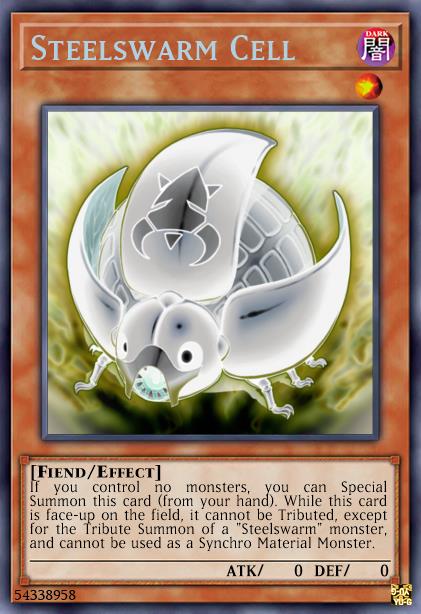 STEELSWARM CELL
DARK
闇
[FIEND/EFFECT]
If you control no monsters, you can Special
Summon this card (from your hand). While this card
is face-up on the field, it cannot be Tributed, except
for the Tribute Summon of a "Steelswarm" monster,
and cannot be used as a Synchro Material Monster.
ATK/ 0 DEF/ 0
54338958